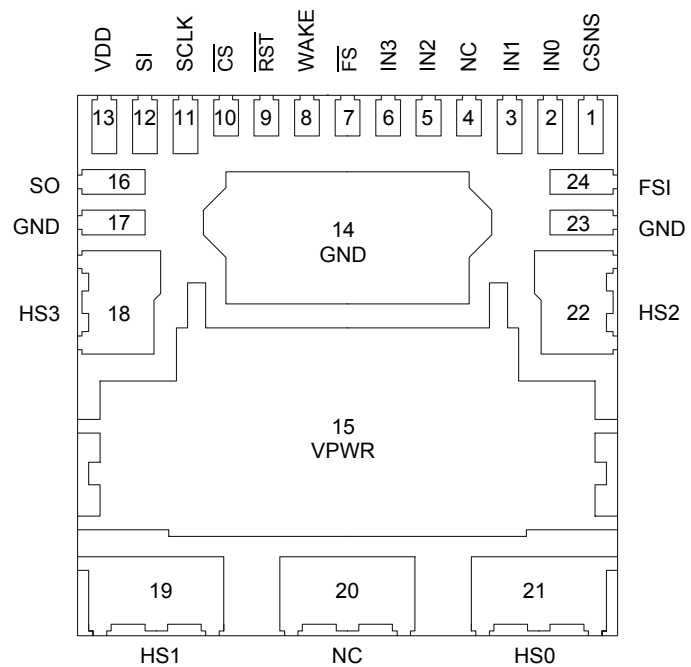 VDD SI SCLK CS RST WAKE FS IN3 IN2 NC IN1 IN0 CSNS
13 12 11 10 9 8 7 6 5 4 3 2 1
SO 16 24 FSI
GND 17 14 23 GND
GND
HS3 18 22 HS2
15
VPWR
19 20 21
HS1 NC HS0